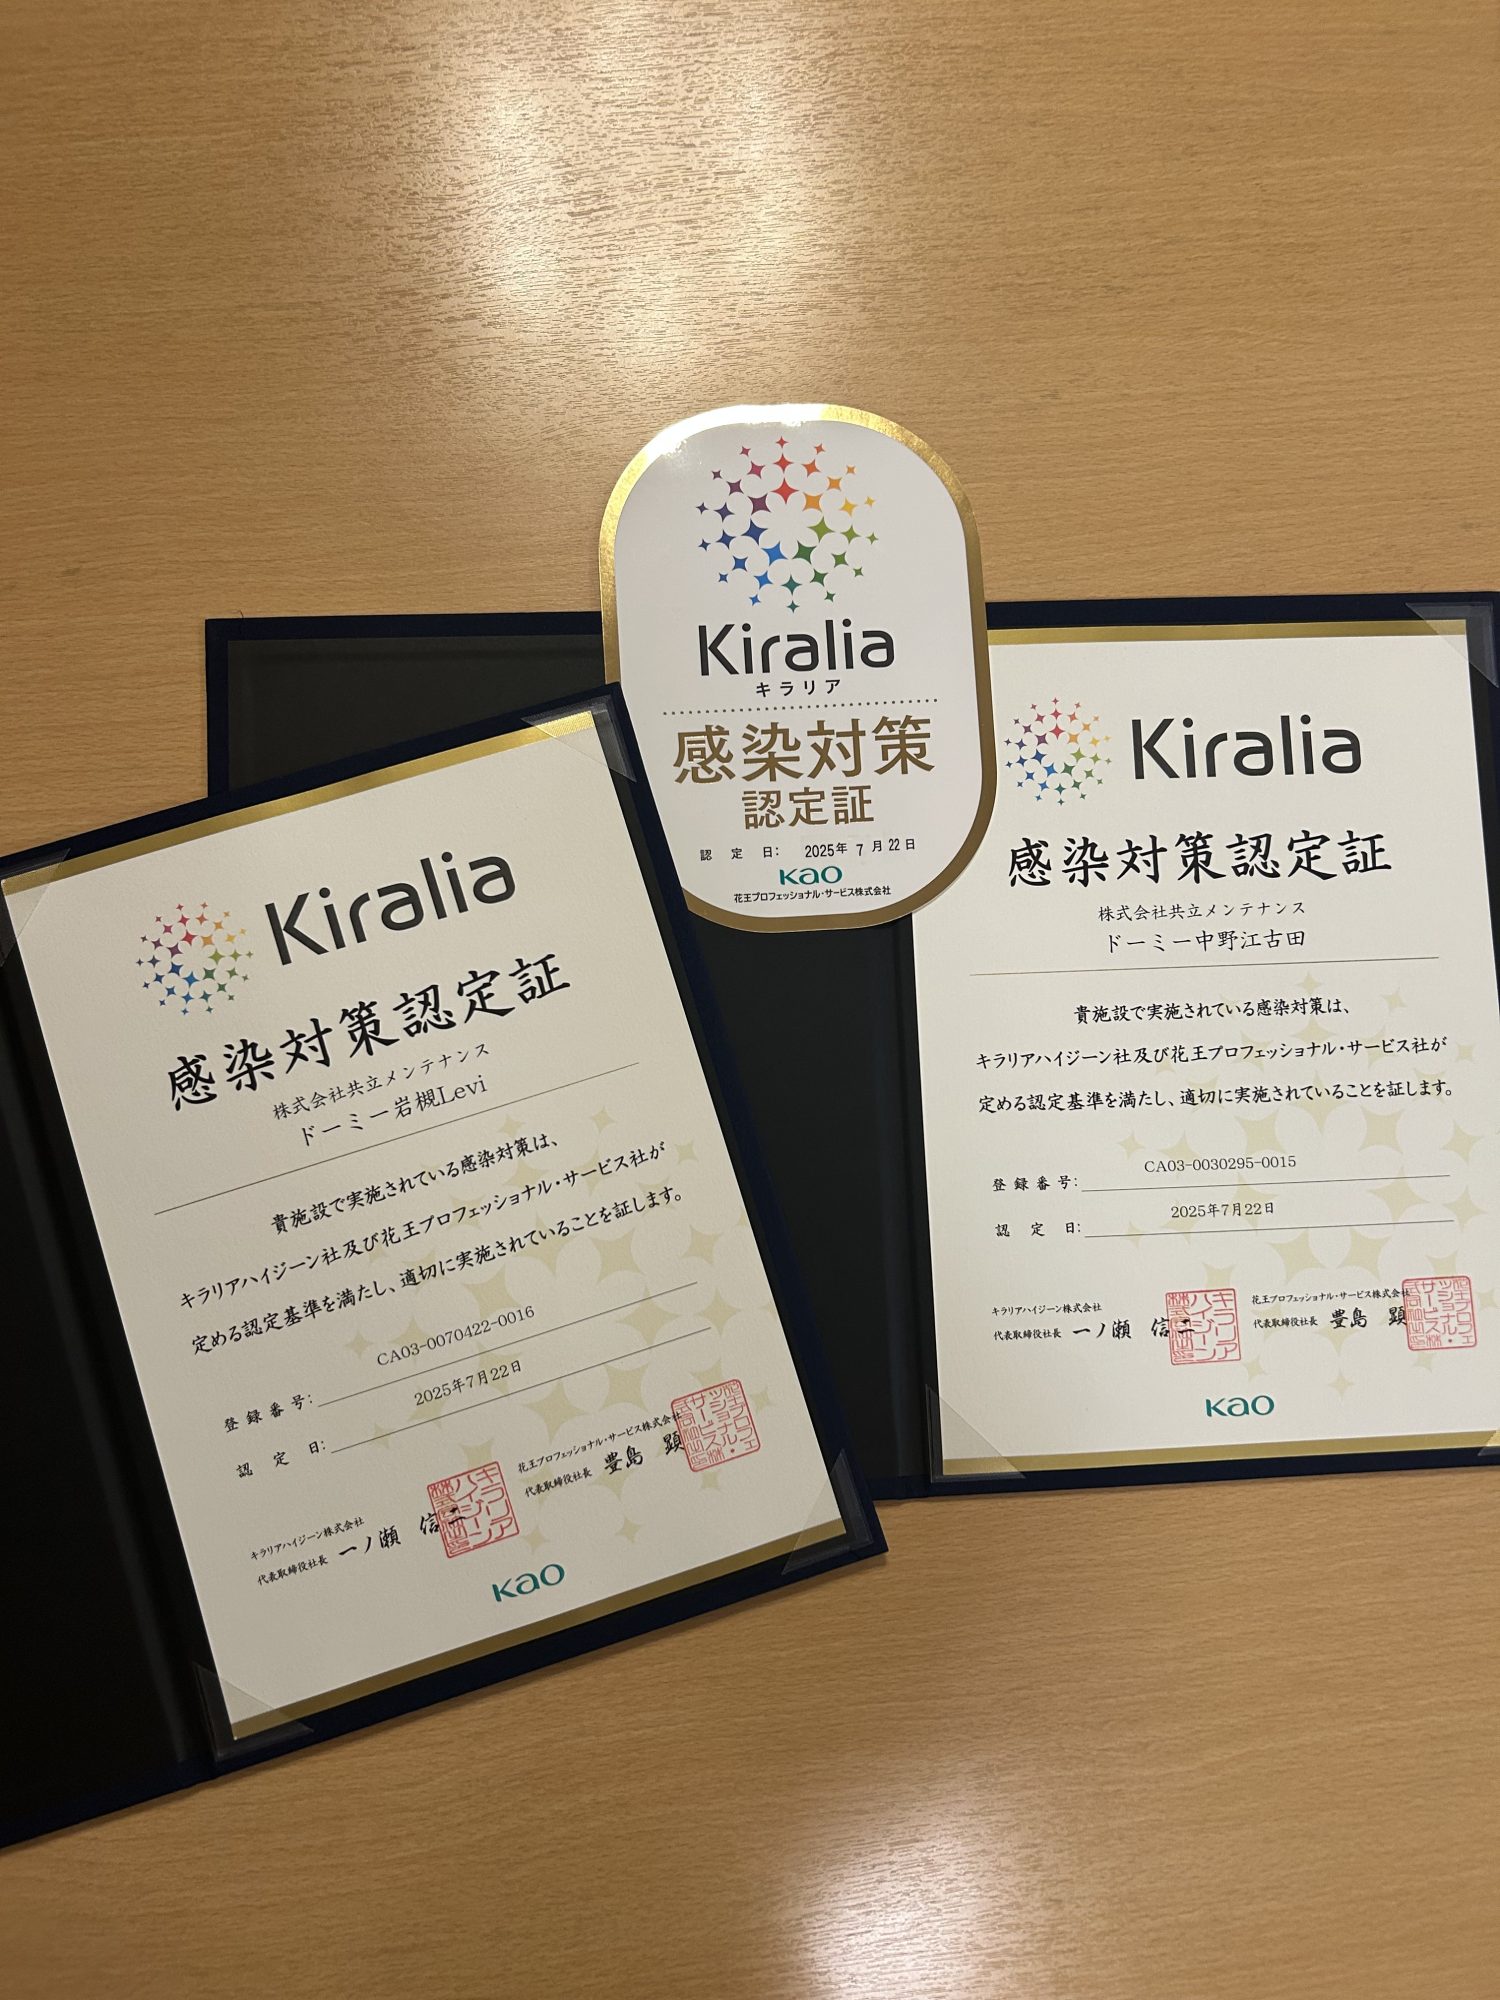 Kiralia
キラリア
感染対策
認定証
認 定 日: 2025年 7 月 22 日
Kao
花王プロフェッショナル・サービス株式会社
Kiralia
感染対策認定証
株式会社共立メンテナンス
ドーミー岩槻Levi
貴施設で実施されている感染対策は、
キラリアハイジーン社及び花王プロフェッショナル・サービス社が
定める認定基準を満たし、適切に実施されていることを証します。
登 録 番 号: CA03-0070422-0016
認 定 日: 2025年7月22日
キラリアハイジーン株式会社
代表取締役社長 一ノ瀬 信二
キラリアハイジーン株式会社
花王プロフェッショナル・サービス株式会社
代表取締役社長 豊島 顕
Kao
Kiralia
感染対策認定証
株式会社共立メンテナンス
ドーミー中野江古田
貴施設で実施されている感染対策は、
キラリアハイジーン社及び花王プロフェッショナル・サービス社が
定める認定基準を満たし、適切に実施されていることを証します。
登 録 番 号: CA03-0030295-0015
認 定 日: 2025年7月22日
キラリアハイジーン株式会社
代表取締役社長 一ノ瀬 信二
花王プロフェッショナル・サービス株式会社
代表取締役社長 豊島 顕
Kao